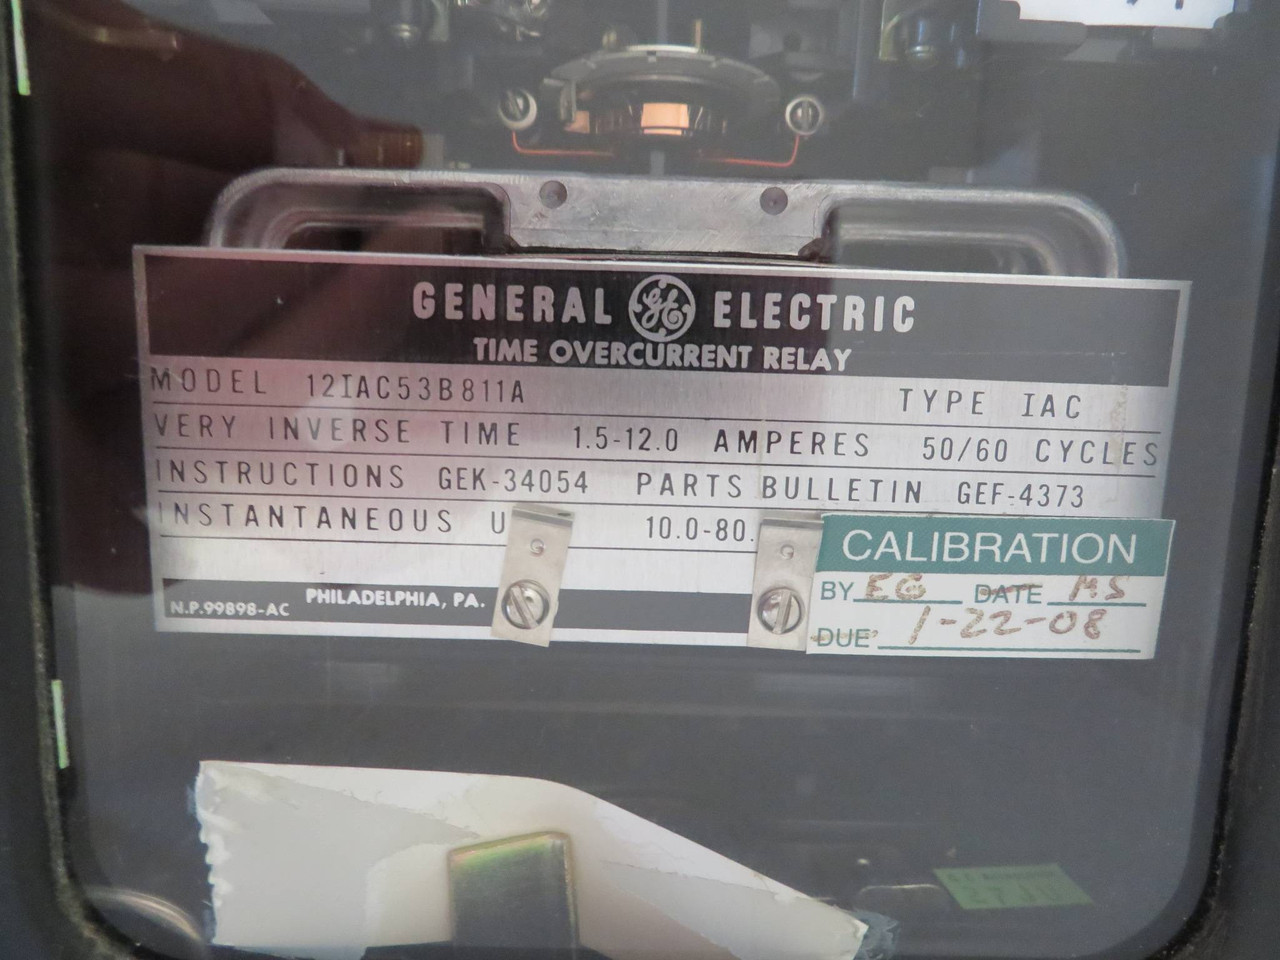 GENERAL GE ELECTRIC
TIME OVERCURRENT RELAY
MODEL 12IAC53B811A TYPE IAC
VERY INVERSE TIME 1.5-12.0 AMPERES 50/60 CYCLES
INSTRUCTIONS GEK-34054 PARTS BULLETIN GEF-4373
INSTANTANEOUS U 10.0-80.
G G
N.P.99898-AC PHILADELPHIA, PA.
CALIBRATION
BY EG DATE MS
DUE 1-22-08